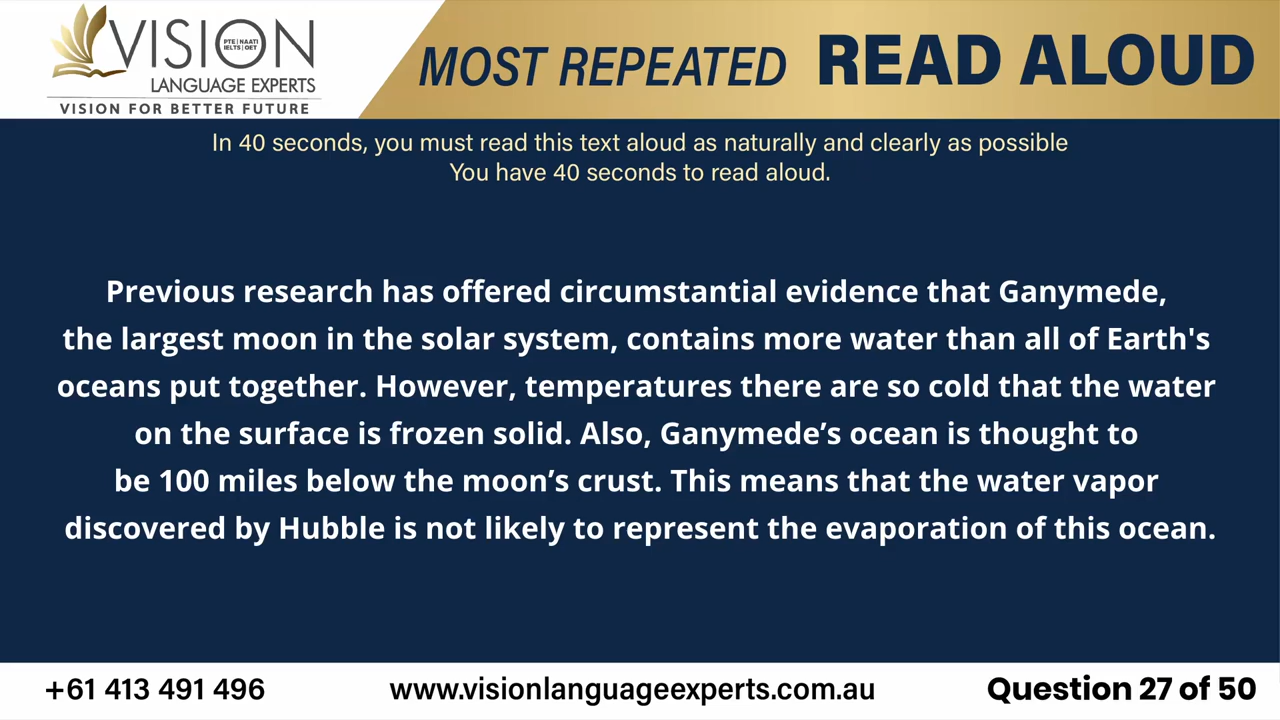 VISION
PTE | NAATI
IELTS | OET
LANGUAGE EXPERTS
VISION FOR BETTER FUTURE
MOST REPEATED READ ALOUD
In 40 seconds, you must read this text aloud as naturally and clearly as possible
You have 40 seconds to read aloud.
Previous research has offered circumstantial evidence that Ganymede,
the largest moon in the solar system, contains more water than all of Earth's
oceans put together. However, temperatures there are so cold that the water
on the surface is frozen solid. Also, Ganymede’s ocean is thought to
be 100 miles below the moon’s crust. This means that the water vapor
discovered by Hubble is not likely to represent the evaporation of this ocean.
+61 413 491 496 www.visionlanguageexperts.com.au Question 27 of 50